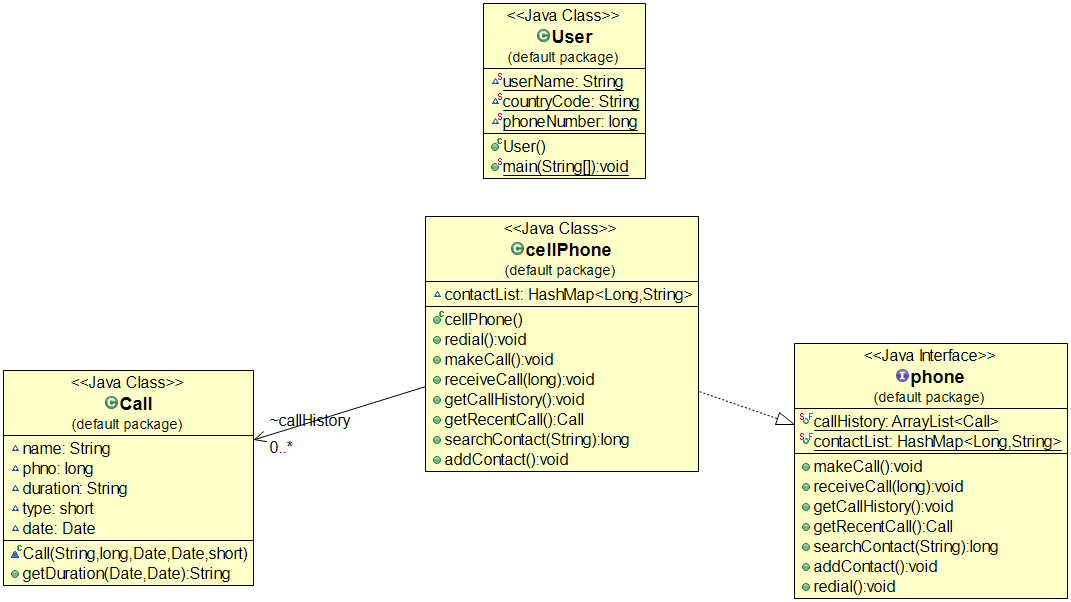 <<Java Class>>
User
(default package)
userName: String
countryCode: String
phoneNumber: long
User()
main(String[]):void
<<Java Class>>
cellPhone
(default package)
contactList: HashMap<Long,String>
cellPhone()
redial():void
makeCall():void
receiveCall(long):void
getCallHistory():void
getRecentCall():Call
searchContact(String):long
addContact():void
<<Java Class>>
Call
(default package)
name: String
phno: long
duration: String
type: short
date: Date
Call(String,long,Date,Date,short)
getDuration(Date,Date):String
~callHistory
0..*
<<Java Interface>>
phone
(default package)
callHistory: ArrayList<Call>
contactList: HashMap<Long,String>
makeCall():void
receiveCall(long):void
getCallHistory():void
getRecentCall():Call
searchContact(String):long
addContact():void
redial():void